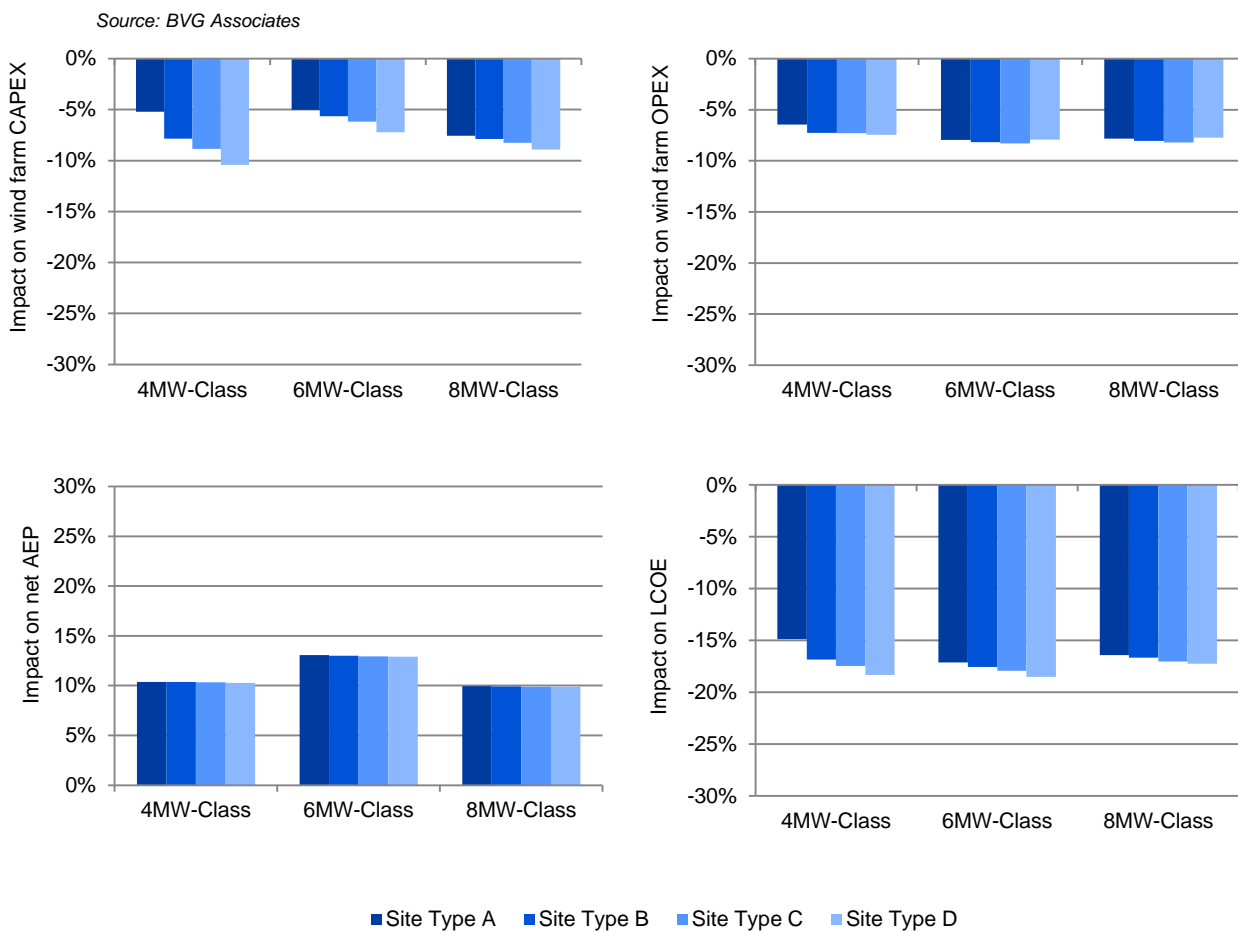 Source: BVG Associates
Impact on wind farm CAPEX
0%
-5%
-10%
-15%
-20%
-25%
-30%
4MW-Class 6MW-Class 8MW-Class
Impact on wind farm OPEX
0%
-5%
-10%
-15%
-20%
-25%
-30%
4MW-Class 6MW-Class 8MW-Class
Impact on net AEP
30%
25%
20%
15%
10%
5%
0%
4MW-Class 6MW-Class 8MW-Class
Impact on LCOE
0%
-5%
-10%
-15%
-20%
-25%
-30%
4MW-Class 6MW-Class 8MW-Class
Site Type A Site Type B Site Type C Site Type D